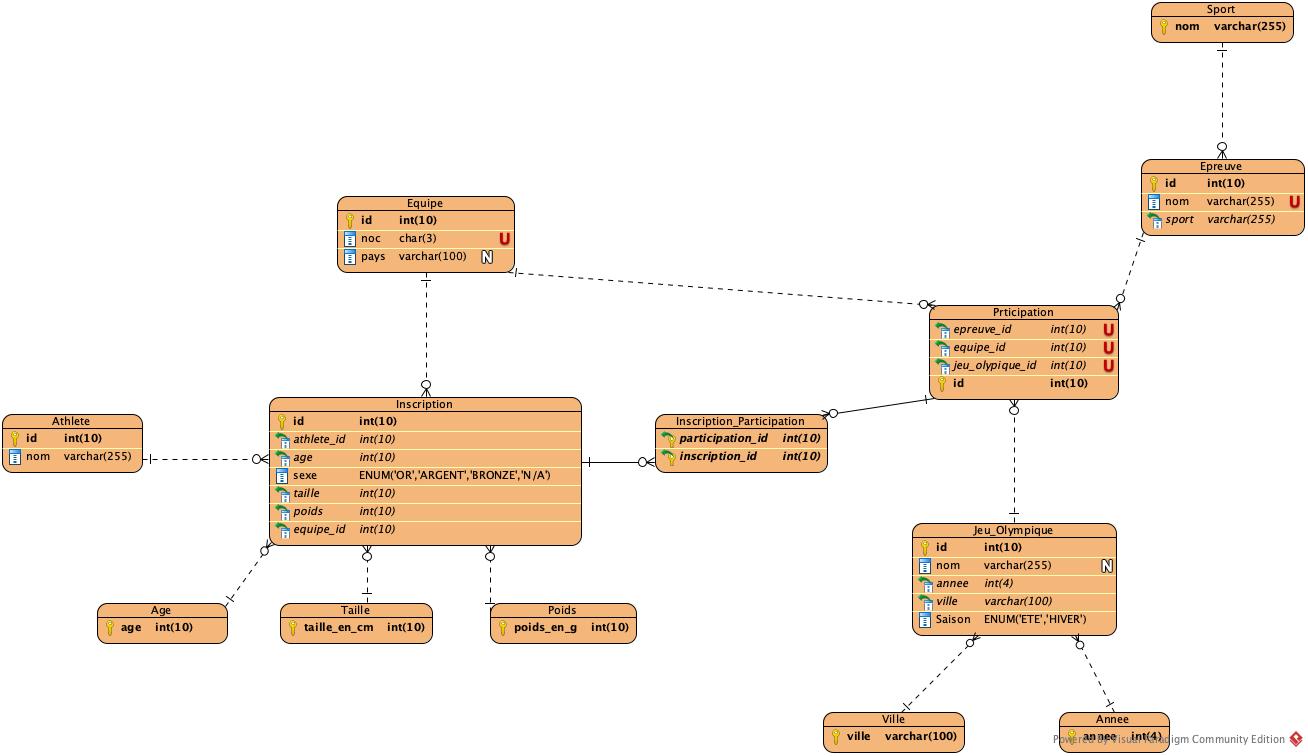 Sport
nom varchar(255)
Epreuve
id int(10)
nom varchar(255) U
sport varchar(255)
Equipe
id int(10)
noc char(3) U
pays varchar(100) N
Prticipation
epreuve_id int(10) U
equipe_id int(10) U
jeu_olypique_id int(10) U
id int(10)
Inscription
id int(10)
athlete_id int(10)
age int(10)
sexe ENUM('OR','ARGENT','BRONZE','N/A')
taille int(10)
poids int(10)
equipe_id int(10)
Athlete
id int(10)
nom varchar(255)
Inscription_Participation
participation_id int(10)
inscription_id int(10)
Jeu_Olympique
id int(10)
nom varchar(255) N
annee int(4)
ville varchar(100)
Saison ENUM('ETE','HIVER')
Age
age int(10)
Taille
taille_en_cm int(10)
Poids
poids_en_g int(10)
Ville
ville varchar(100)
Annee
annee int(4)
Powered By Visual Paradigm Community Edition